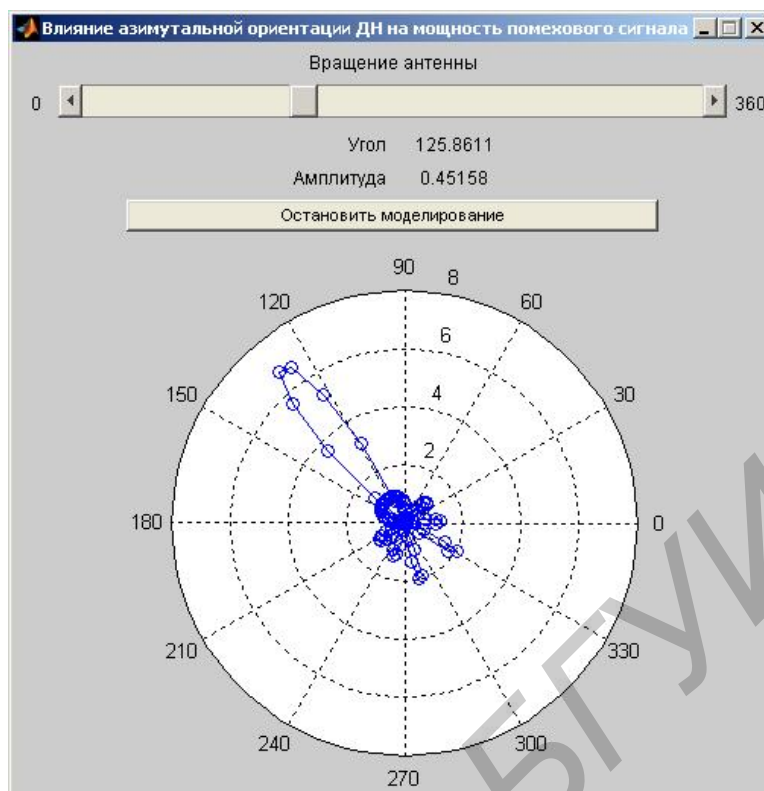 Влияние азимутальной ориентации ДН на мощность помехового сигнала
Вращение антенны
0 360
Угол 125.8611
Амплитуда 0.45158
Остановить моделирование
90
8
120 60
6
150 4 30
2
180 0
210 330
240 300
270
БГУИ